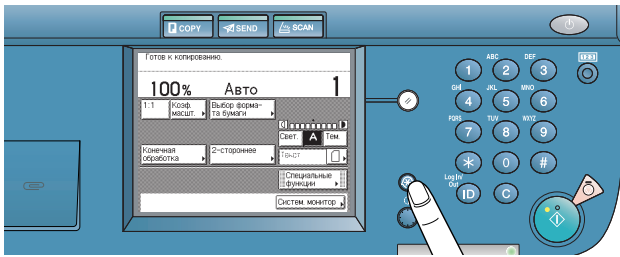 COPY
SEND
SCAN
Готов к копированию.
100% Авто 1
1:1
Коэф. масшт.
Выбор форма-
та бумаги
Свет. A Тем.
Конечная
обработка
2-стороннее
Текст
Специальные
функции
Систем. монитор
ABC DEF
1 2 3
GHI JKL MNO
4 5 6
PQRS TUV WXYZ
7 8 9
* 0 #
Log In/
Out
ID C